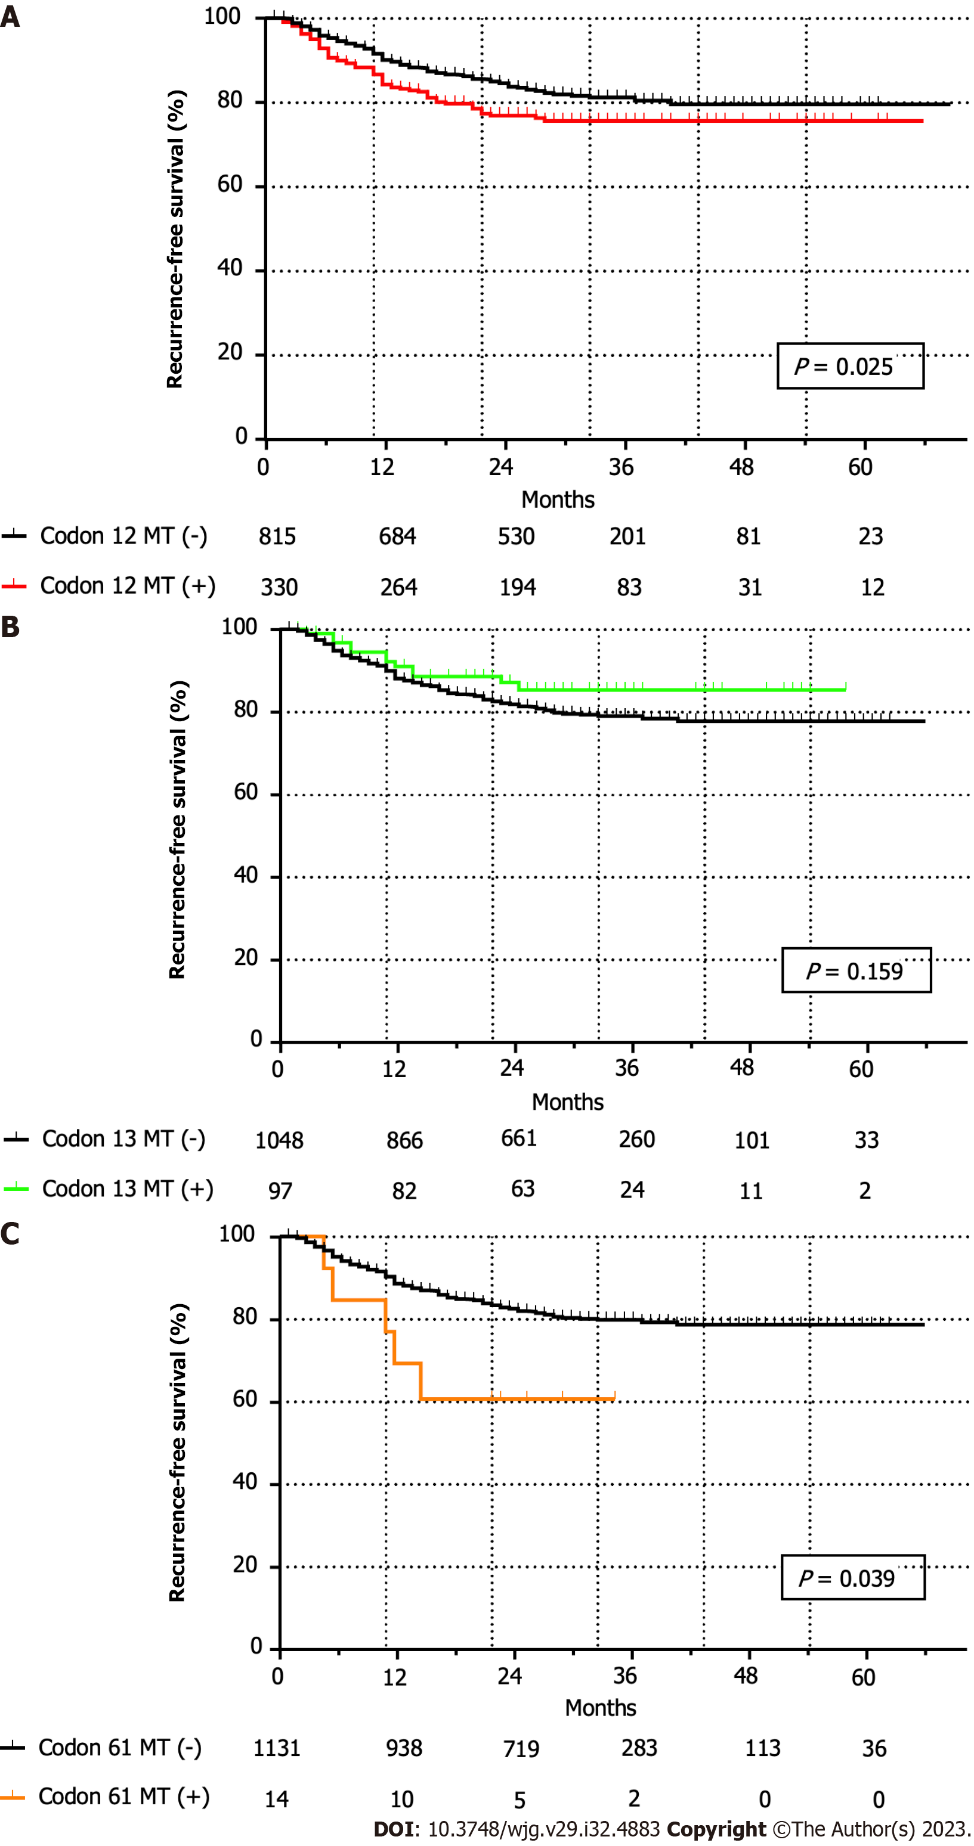 A
Recurrence-free survival (%)
100
80
60
40
20
0
P = 0.025
0 12 24 36 48 60
Months
Codon 12 MT (-) 815 684 530 201 81 23
Codon 12 MT (+) 330 264 194 83 31 12
B
Recurrence-free survival (%)
100
80
60
40
20
0
P = 0.159
0 12 24 36 48 60
Months
Codon 13 MT (-) 1048 866 661 260 101 33
Codon 13 MT (+) 97 82 63 24 11 2
C
Recurrence-free survival (%)
100
80
60
40
20
0
P = 0.039
0 12 24 36 48 60
Months
Codon 61 MT (-) 1131 938 719 283 113 36
Codon 61 MT (+) 14 10 5 2 0 0
DOI: 10.3748/wjg.v29.i32.4883 Copyright ©The Author(s) 2023.